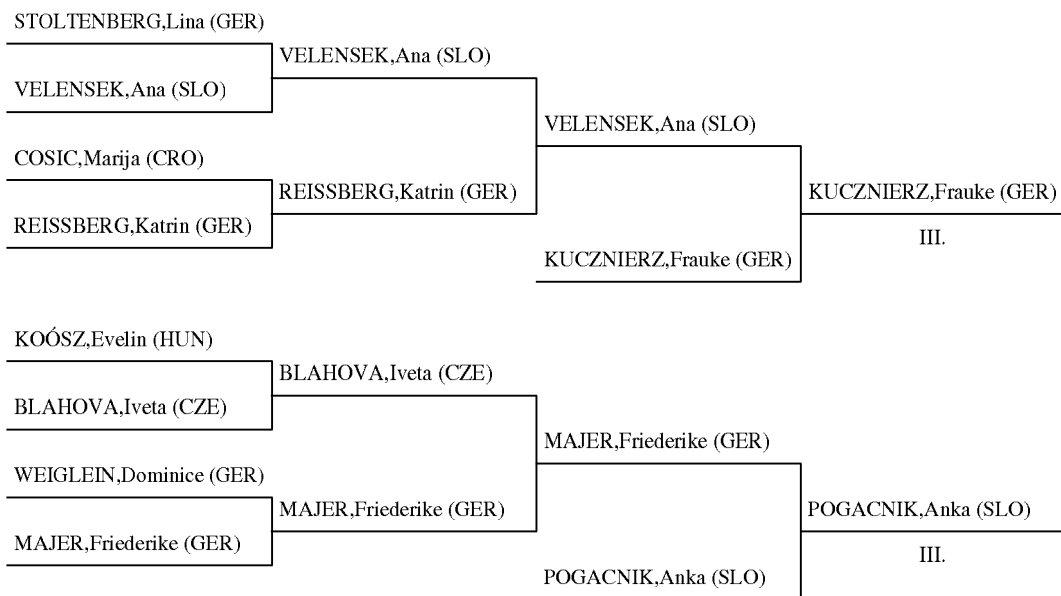 STOLTENBERG,Lina (GER)
VELENSEK,Ana (SLO)
VELENSEK,Ana (SLO)
VELENSEK,Ana (SLO)
COSIC,Marija (CRO)
REISSBERG,Katrin (GER)
KUCZNIERZ,Frauke (GER)
REISSBERG,Katrin (GER)
III.
KUCZNIERZ,Frauke (GER)
KOÓSZ,Evelin (HUN)
BLAHOVA,Iveta (CZE)
BLAHOVA,Iveta (CZE)
MAJER,Friederike (GER)
WEIGLEIN,Dominice (GER)
MAJER,Friederike (GER)
POGACNIK,Anka (SLO)
MAJER,Friederike (GER)
III.
POGACNIK,Anka (SLO)